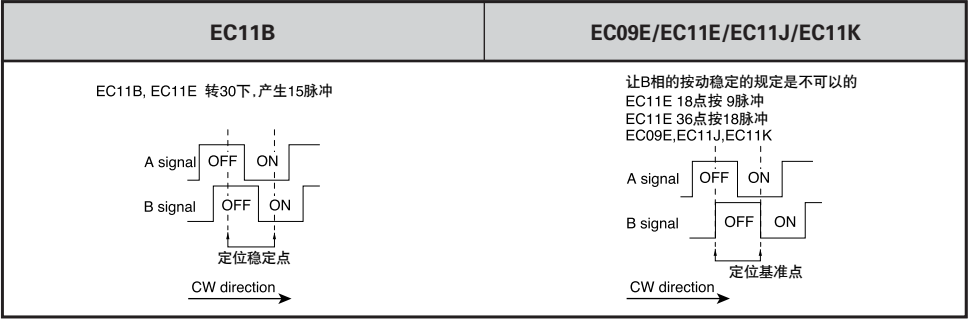 EC11B
EC09E/EC11E/EC11J/EC11K
EC11B, EC11E 转30下,产生15脉冲
A signal
OFF
ON
B signal
OFF
ON
定位稳定点
CW direction
让B相的按动稳定的规定是不可以的
EC11E 18点按 9脉冲
EC11E 36点按18脉冲
EC09E,EC11J,EC11K
A signal
OFF
ON
B signal
OFF
ON
定位基准点
CW direction